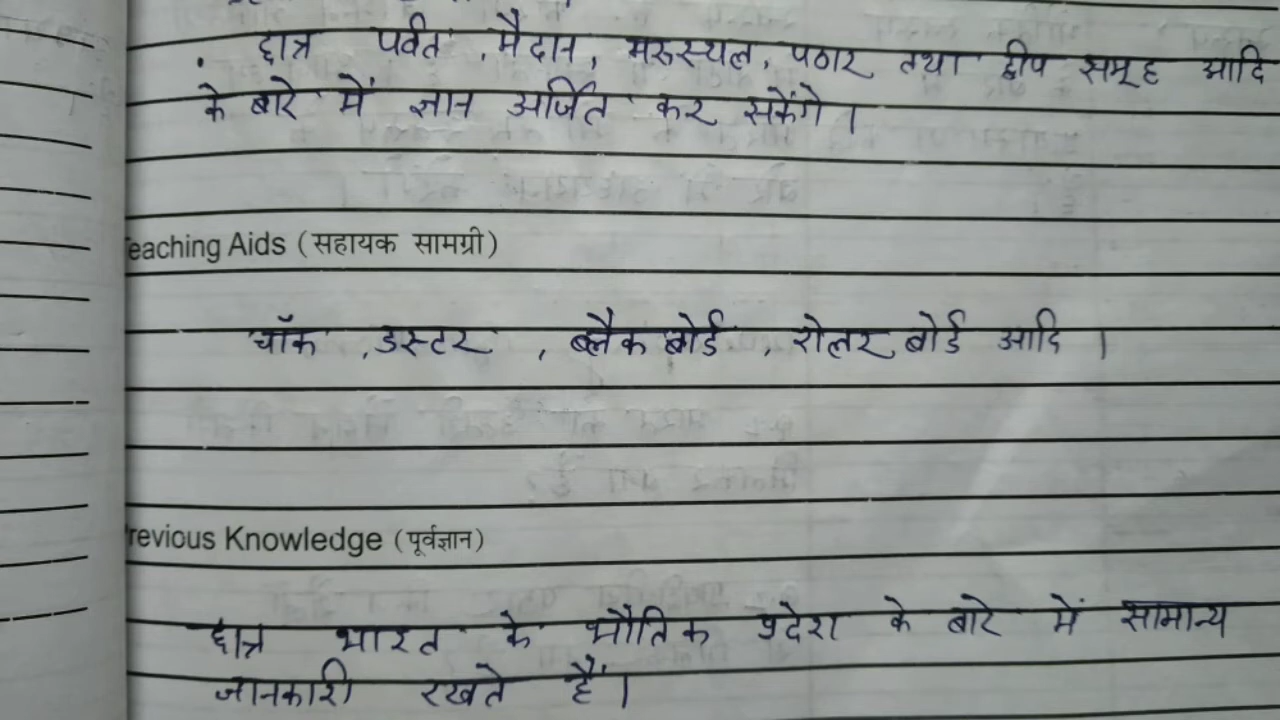 . छात्र पर्वत, मैदान, मरुस्थल, पठार तथा द्वीप समूह आदि
के बारे में ज्ञान अर्जित कर सकेंगे ।
eaching Aids (सहायक सामग्री)
चॉक, डस्टर, ब्लैक बोर्ड, रोलर बोर्ड आदि ।
revious Knowledge (पूर्वज्ञान)
छात्र भारत के भौतिक प्रदेश के बारे में सामान्य
जानकारी रखते हैं ।